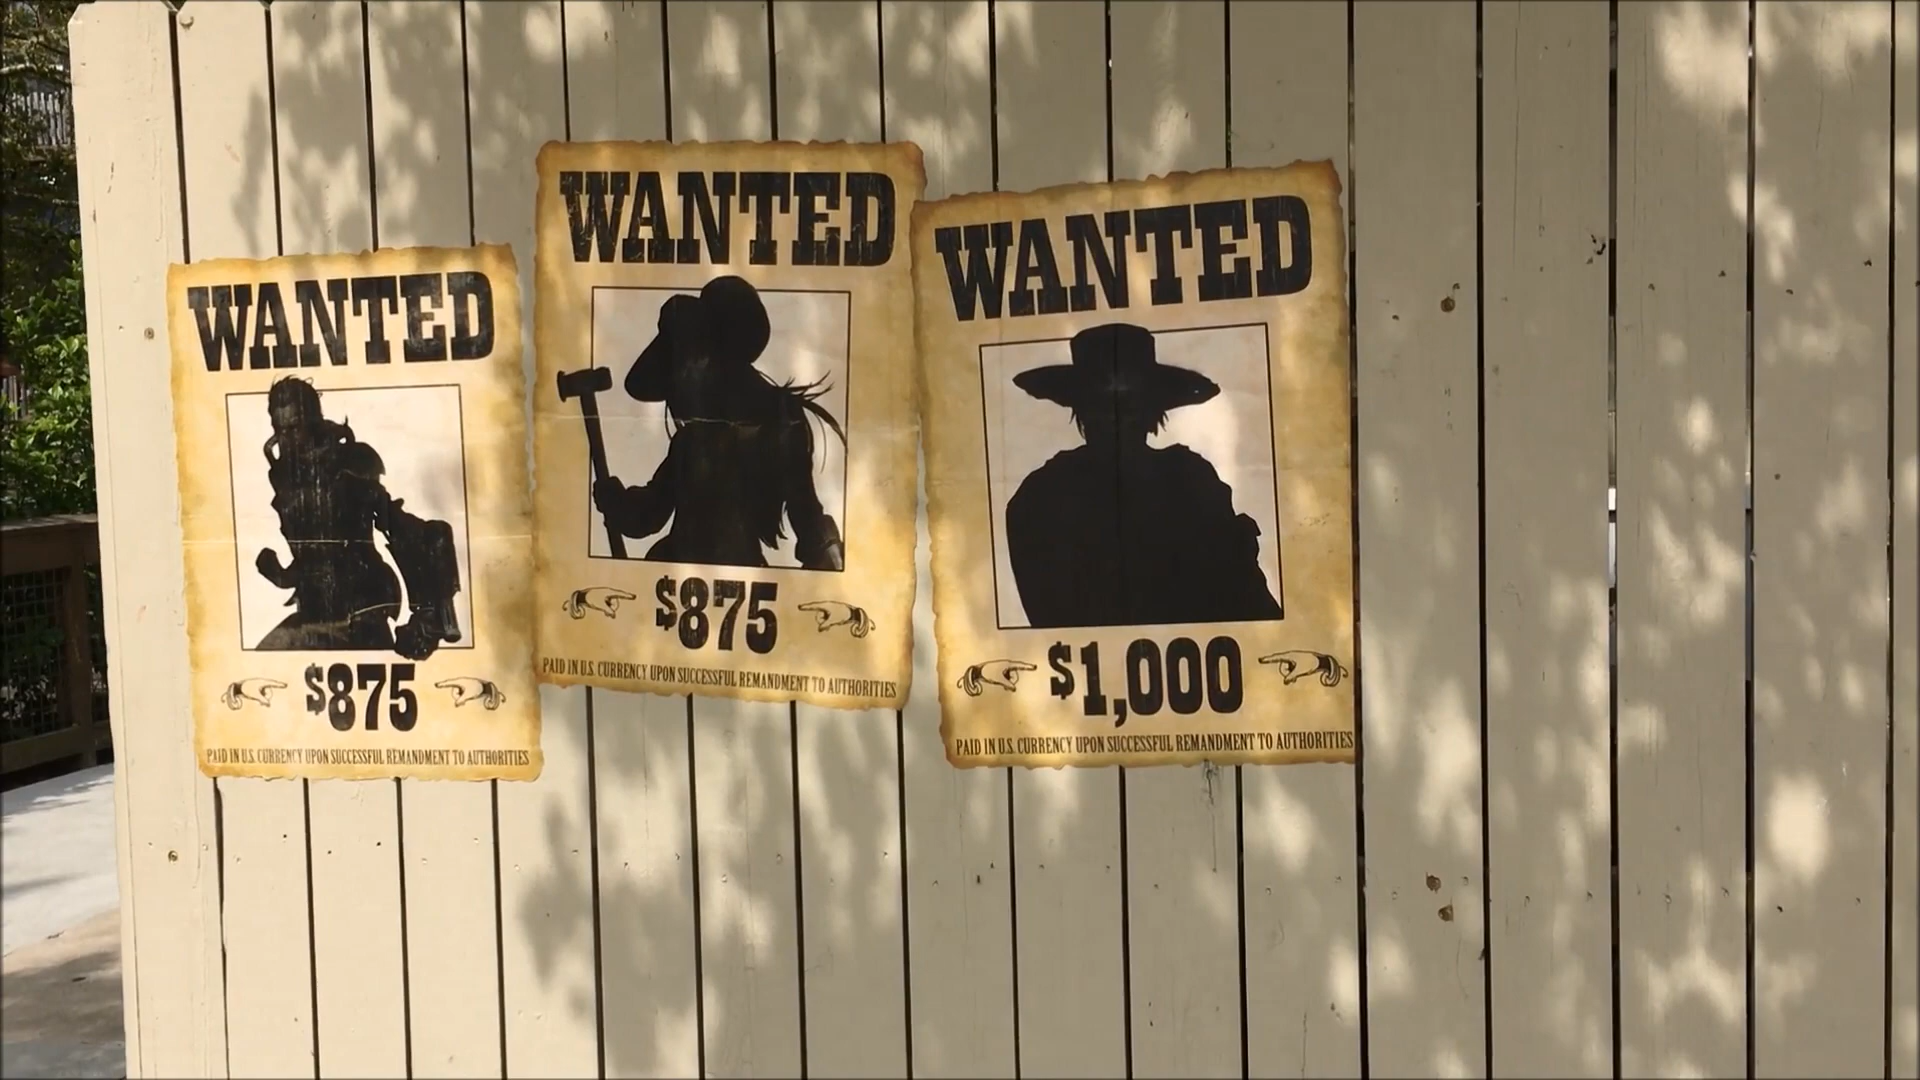 WANTED
$875
PAID IN U.S. CURRENCY UPON SUCCESSFUL REMANDMENT TO AUTHORITIES
WANTED
$875
PAID IN U.S. CURRENCY UPON SUCCESSFUL REMANDMENT TO AUTHORITIES
WANTED
$1,000
PAID IN U.S. CURRENCY UPON SUCCESSFUL REMANDMENT TO AUTHORITIES